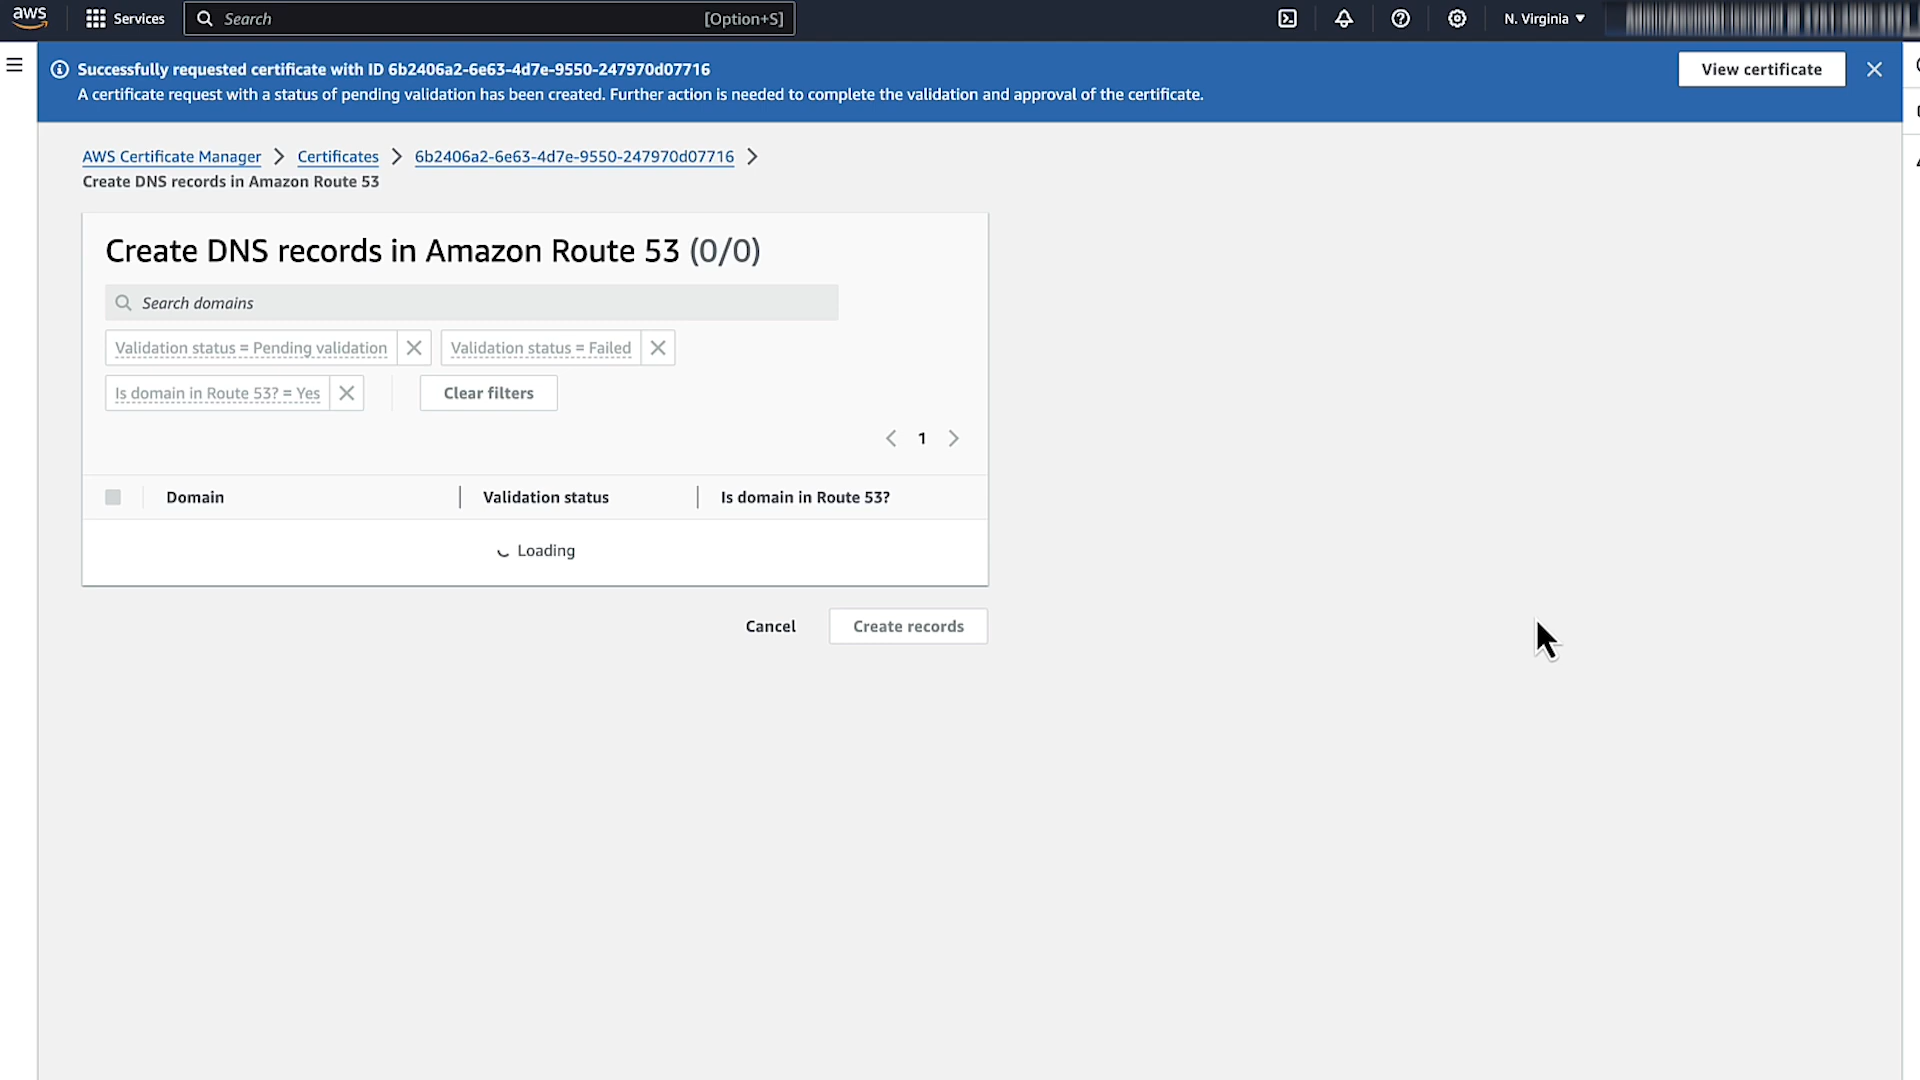 aws
Services
Search
[Option+S]
N. Virginia
Successfully requested certificate with ID 6b2406a2-6e63-4d7e-9550-247970d07716
A certificate request with a status of pending validation has been created. Further action is needed to complete the validation and approval of the certificate.
View certificate
AWS Certificate Manager > Certificates > 6b2406a2-6e63-4d7e-9550-247970d07716 >
Create DNS records in Amazon Route 53
Create DNS records in Amazon Route 53 (0/0)
Search domains
Validation status = Pending validation
Validation status = Failed
Is domain in Route 53? = Yes
Clear filters
1
Domain
Validation status
Is domain in Route 53?
Loading
Cancel
Create records